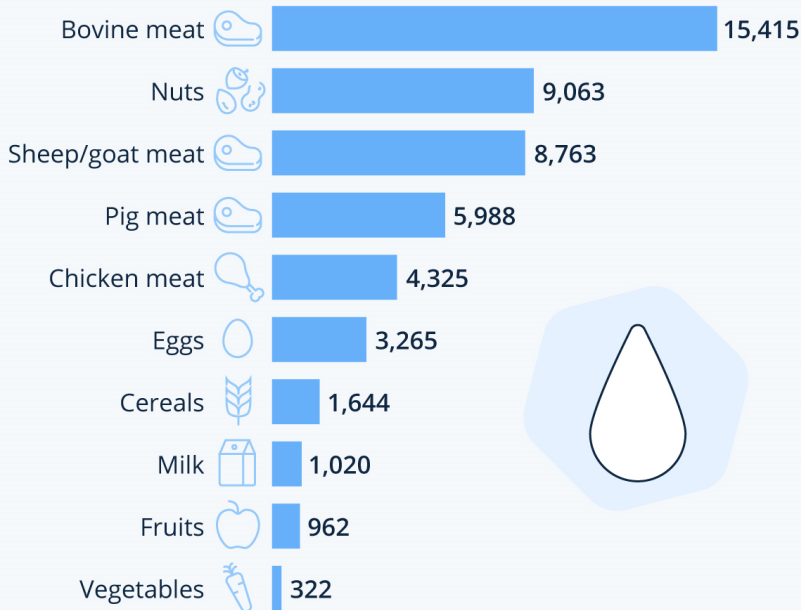 Bovine meat 15,415
Nuts 9,063
Sheep/goat meat 8,763
Pig meat 5,988
Chicken meat 4,325
Eggs 3,265
Cereals 1,644
Milk 1,020
Fruits 962
Vegetables 322